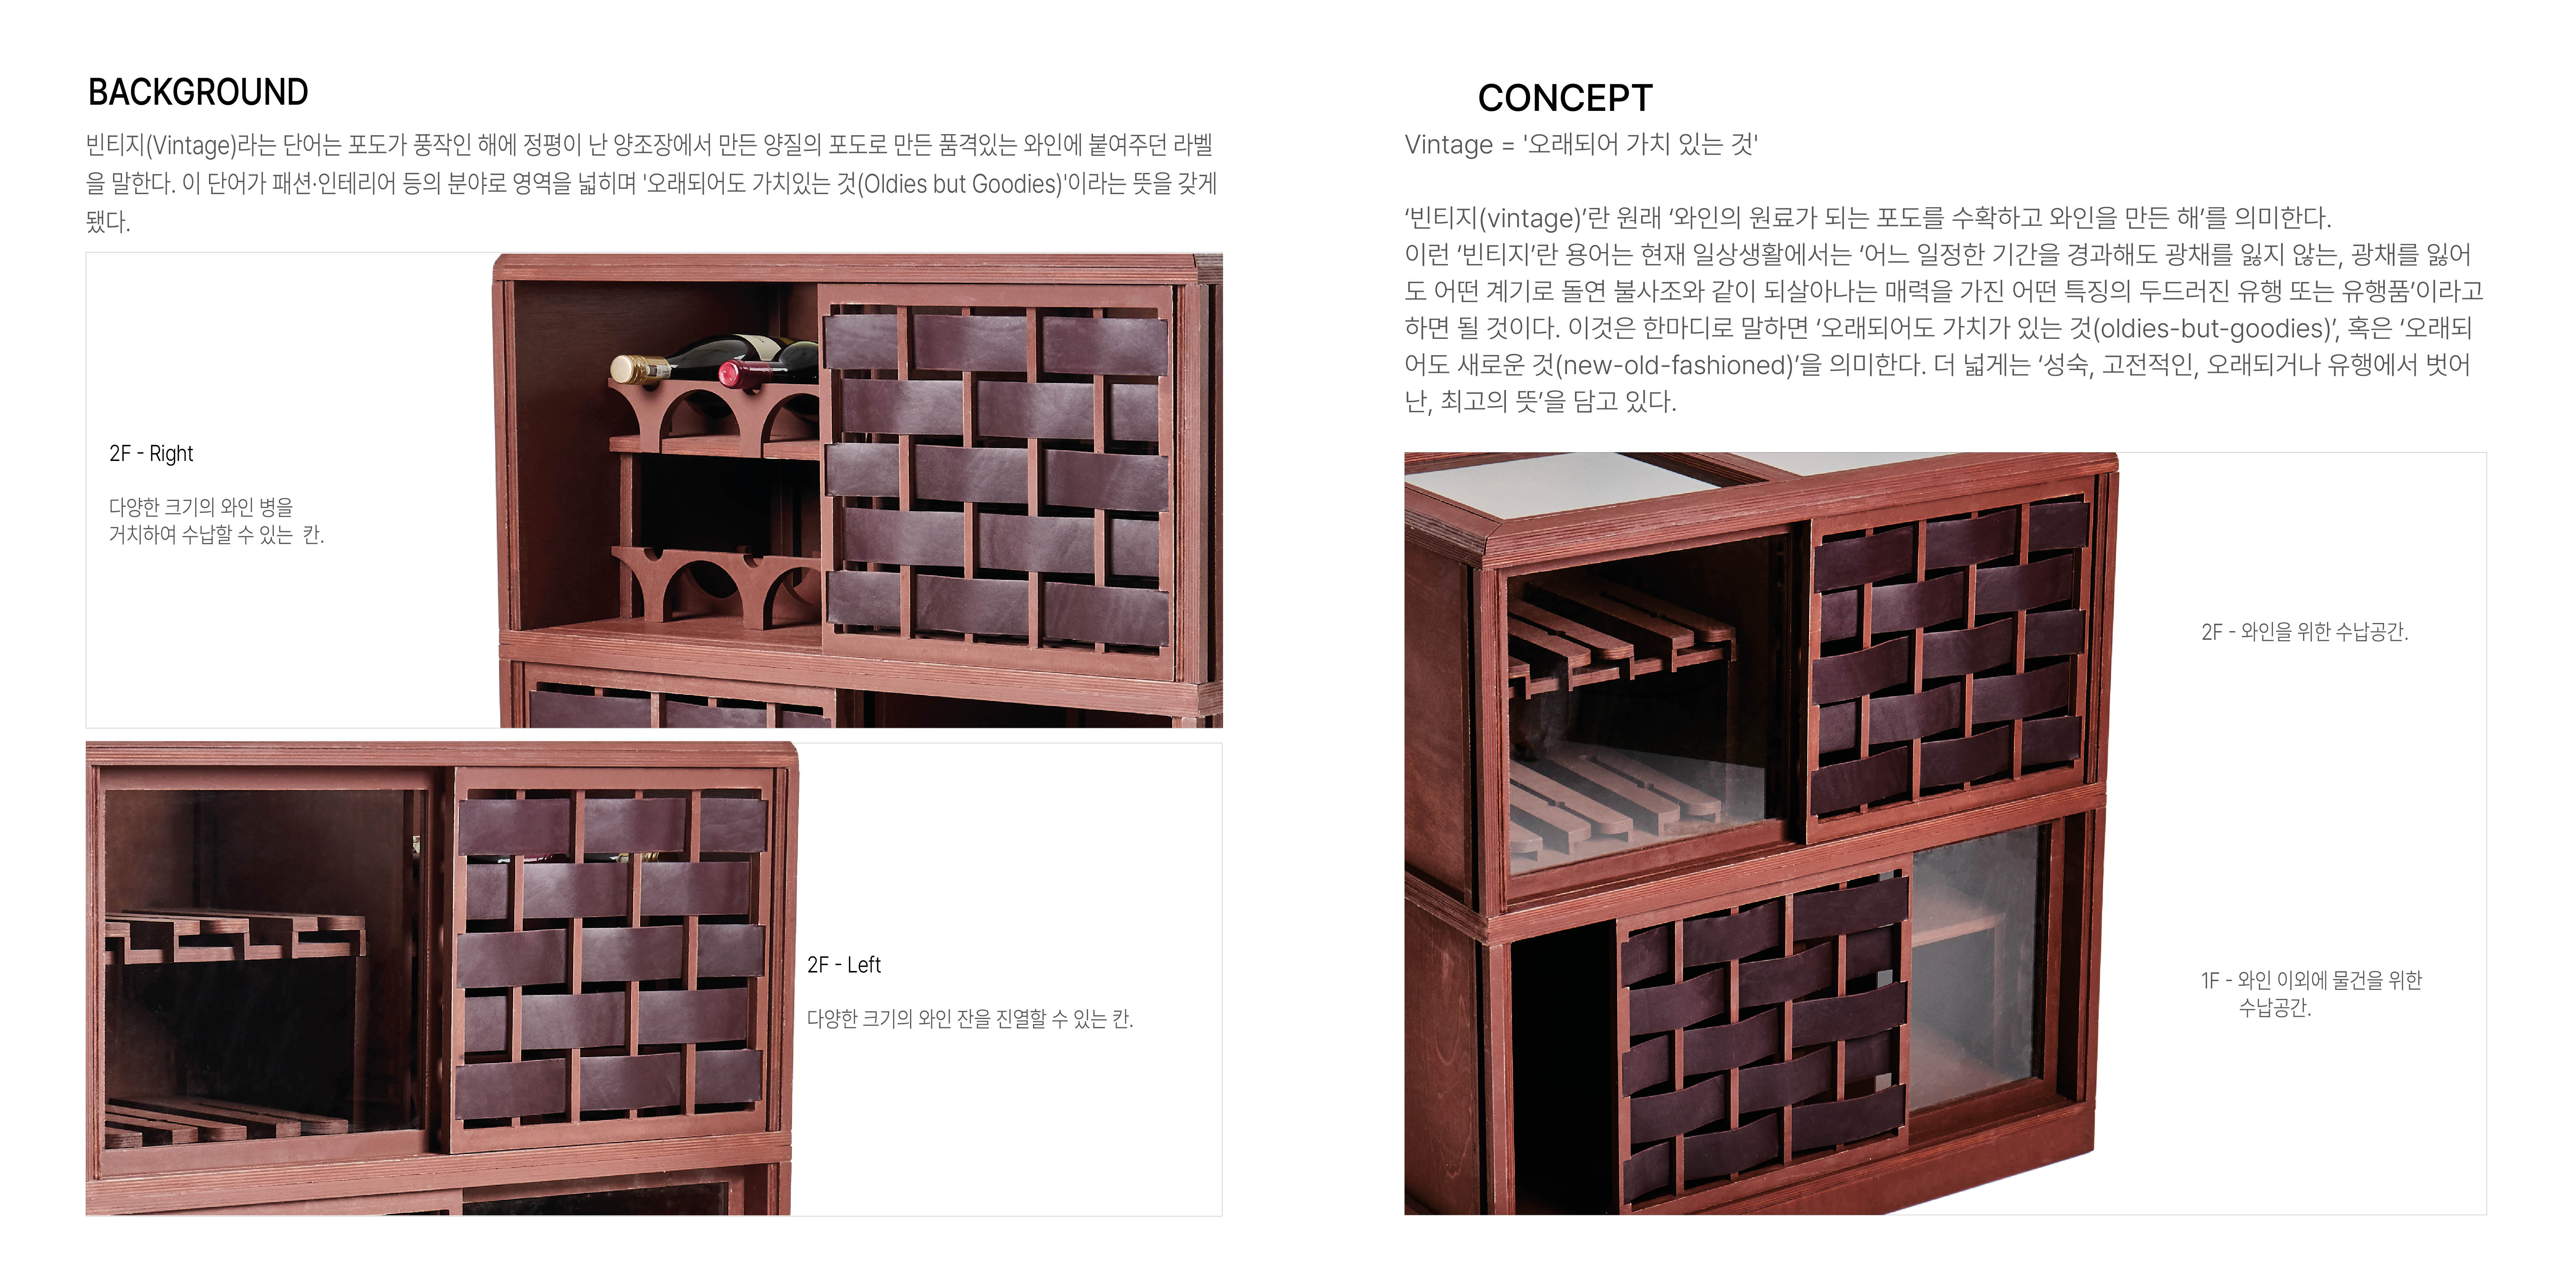 BACKGROUND
빈티지(Vintage)라는 단어는 포도가 풍작인 해에 정평이 난 양조장에서 만든 양질의 포도로 만든 품격있는 와인에 붙여주던 라벨
을 말한다. 이 단어가 패션·인테리어 등의 분야로 영역을 넓히며 '오래되어도 가치있는 것(Oldies but Goodies)'이라는 뜻을 갖게
됐다.
2F - Right
다양한 크기의 와인 병을
거치하여 수납할 수 있는 칸.
2F - Left
다양한 크기의 와인 잔을 진열할 수 있는 칸.
CONCEPT
Vintage = '오래되어 가치 있는 것'
‘빈티지(vintage)’란 원래 ‘와인의 원료가 되는 포도를 수확하고 와인을 만든 해’를 의미한다.
이런 ‘빈티지’란 용어는 현재 일상생활에서는 ‘어느 일정한 기간을 경과해도 광채를 잃지 않는, 광채를 잃어
도 어떤 계기로 돌연 불사조와 같이 되살아나는 매력을 가진 어떤 특징의 두드러진 유행 또는 유행품’이라고
하면 될 것이다. 이것은 한마디로 말하면 ‘오래되어도 가치가 있는 것(oldies-but-goodies)’, 혹은 ‘오래되
어도 새로운 것(new-old-fashioned)’을 의미한다. 더 넓게는 ‘성숙, 고전적인, 오래되거나 유행에서 벗어
난, 최고의 뜻’을 담고 있다.
2F - 와인을 위한 수납공간.
1F - 와인 이외에 물건을 위한
수납공간.